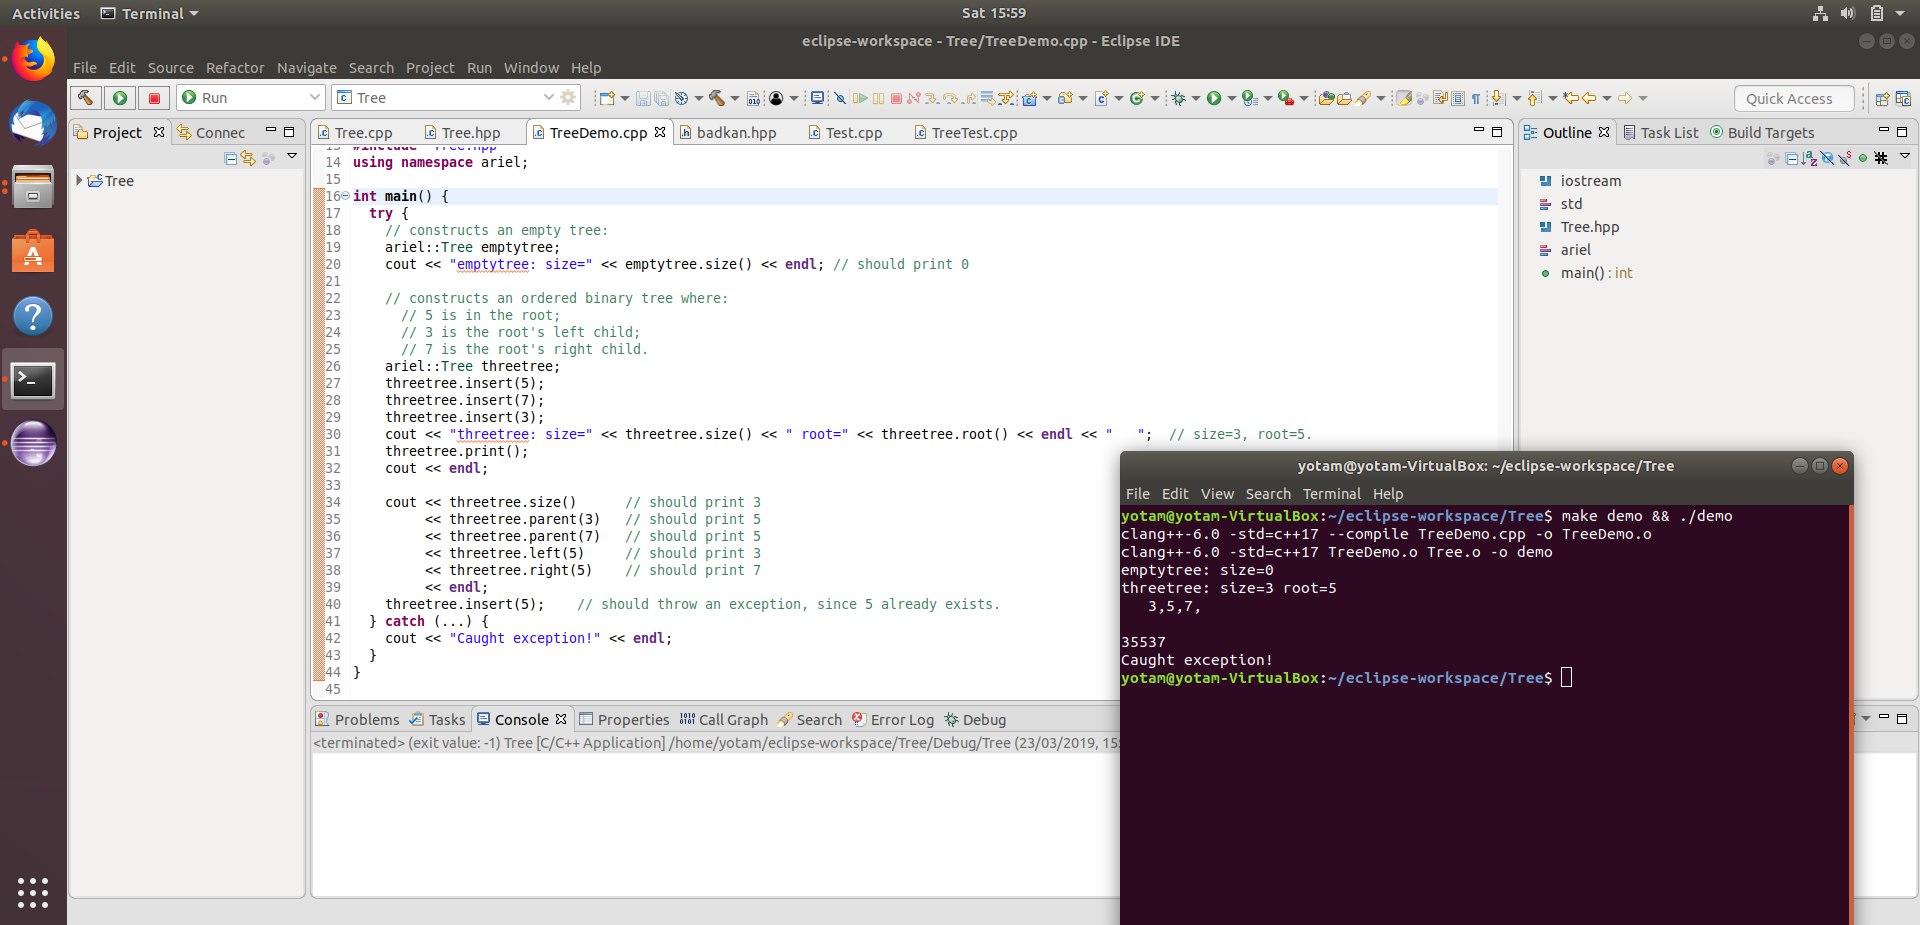 Activities Terminal Sat 15:59
eclipse-workspace - Tree/TreeDemo.cpp - Eclipse IDE
File Edit Source Refactor Navigate Search Project Run Window Help
Run Tree Quick Access
Project Connec Tree.cpp Tree.hpp TreeDemo.cpp badkan.hpp Test.cpp TreeTest.cpp Outline Task List Build Targets
Tree
13 #include "Tree.hpp"
14 using namespace ariel;
15
16 int main() {
17 try {
18 // constructs an empty tree:
19 ariel::Tree emptytree;
20 cout << "emptytree: size=" << emptytree.size() << endl; // should print 0
21
22 // constructs an ordered binary tree where:
23 // 5 is in the root;
24 // 3 is the root's left child;
25 // 7 is the root's right child.
26 ariel::Tree threetree;
27 threetree.insert(5);
28 threetree.insert(7);
29 threetree.insert(3);
30 cout << "threetree: size=" << threetree.size() << " root=" << threetree.root() << endl << "   "; // size=3, root=5.
31 threetree.print();
32 cout << endl;
33
34 cout << threetree.size() // should print 3
35 << threetree.parent(3) // should print 5
36 << threetree.parent(7) // should print 5
37 << threetree.left(5) // should print 3
38 << threetree.right(5) // should print 7
39 << endl;
40 threetree.insert(5); // should throw an exception, since 5 already exists.
41 } catch (...) {
42 cout << "Caught exception!" << endl;
43 }
44 }
45
iostream
std
Tree.hpp
ariel
main() : int
Problems Tasks Console Properties Call Graph Search Error Log Debug
<terminated> (exit value: -1) Tree [C/C++ Application] /home/yotam/eclipse-workspace/Tree/Debug/Tree (23/03/2019, 15:
yotam@yotam-VirtualBox: ~/eclipse-workspace/Tree
File Edit View Search Terminal Help
yotam@yotam-VirtualBox:~/eclipse-workspace/Tree$ make demo && ./demo
clang++-6.0 -std=c++17 --compile TreeDemo.cpp -o TreeDemo.o
clang++-6.0 -std=c++17 TreeDemo.o Tree.o -o demo
emptytree: size=0
threetree: size=3 root=5
3,5,7,
35537
Caught exception!
yotam@yotam-VirtualBox:~/eclipse-workspace/Tree$